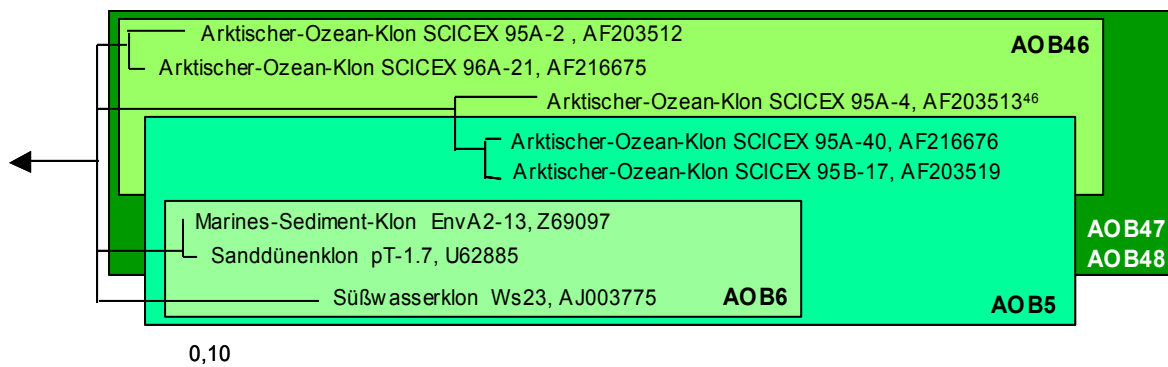 Arktischer-Ozean-Klon SCICEX 95A-2 , AF203512
AOB46
Arktischer-Ozean-Klon SCICEX 96A-21, AF216675
Arktischer-Ozean-Klon SCICEX 95A-4, AF203513⁴⁶
Arktischer-Ozean-Klon SCICEX 95A-40, AF216676
Arktischer-Ozean-Klon SCICEX 95B-17, AF203519
Marines-Sediment-Klon EnvA2-13, Z69097
AOB47
Sanddünenklon pT-1.7, U62885
AOB48
Süßwasserklon Ws23, AJ003775
AOB6
AOB5
0,10